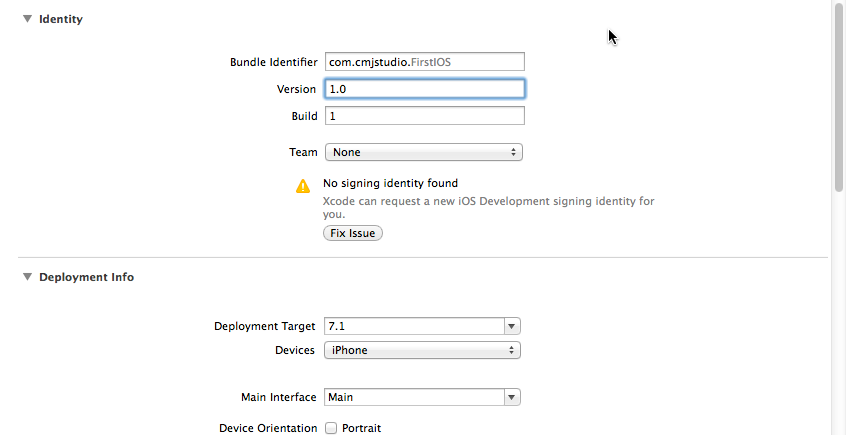 Identity
Bundle Identifier com.cmjstudio.FirstIOS
Version 1.0
Build 1
Team None
No signing identity found
Xcode can request a new iOS Development signing identity for
you.
Fix Issue
Deployment Info
Deployment Target 7.1
Devices iPhone
Main Interface Main
Device Orientation Portrait